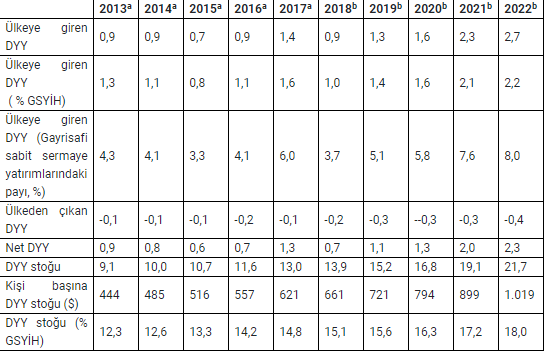 2013a 2014a 2015a 2016a 2017a 2018b 2019b 2020b 2021b 2022b
Ülkeye giren
DYY 0,9 0,9 0,7 0,9 1,4 0,9 1,3 1,6 2,3 2,7
Ülkeye giren
DYY 1,3 1,1 0,8 1,1 1,6 1,0 1,4 1,6 2,1 2,2
( % GSYİH)
Ülkeye giren
DYY (Gayrisafi
sabit sermaye 4,3 4,1 3,3 4,1 6,0 3,7 5,1 5,8 7,6 8,0
yatırımlarındaki
payı, %)
Ülkeden çıkan
DYY -0,1 -0,1 -0,1 -0,2 -0,1 -0,2 -0,3 --0,3 -0,3 -0,4
Net DYY 0,9 0,8 0,6 0,7 1,3 0,7 1,1 1,3 2,0 2,3
DYY stoğu 9,1 10,0 10,7 11,6 13,0 13,9 15,2 16,8 19,1 21,7
Kişi başına
DYY stoğu ($) 444 485 516 557 621 661 721 794 899 1.019
DYY stoğu (%
GSYİH) 12,3 12,6 13,3 14,2 14,8 15,1 15,6 16,3 17,2 18,0